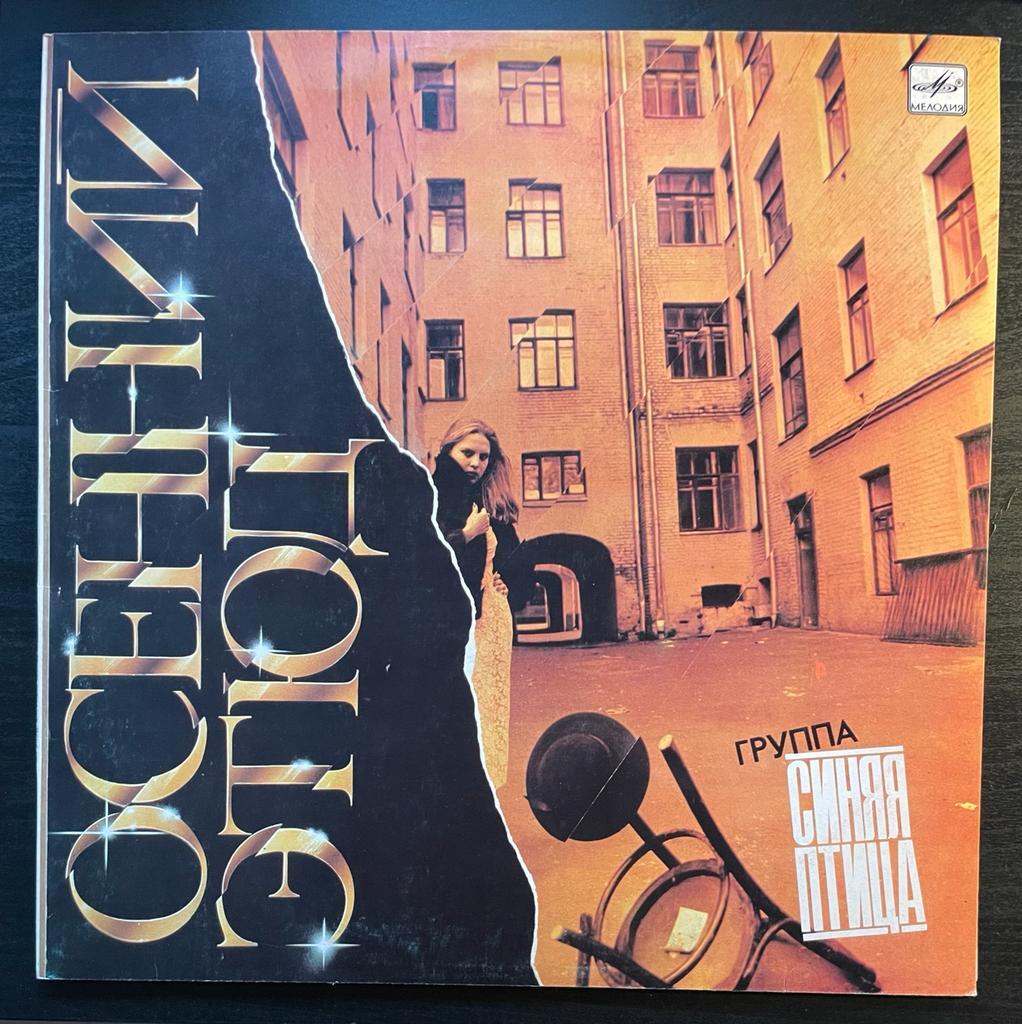 ОСЕННИЙ
ЭТЮД
МЕЛОДИЯ
ГРУППА
СИНЯЯ
ПТИЦА